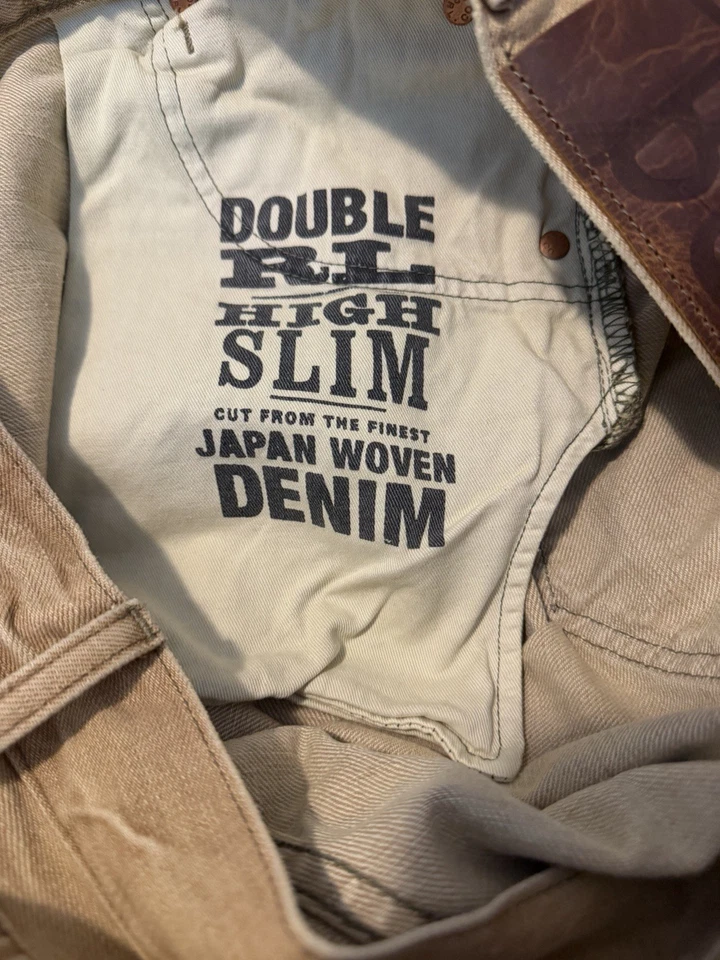 DOUBLE
RL
HIGH
SLIM
CUT FROM THE FINEST
JAPAN WOVEN
DENIM